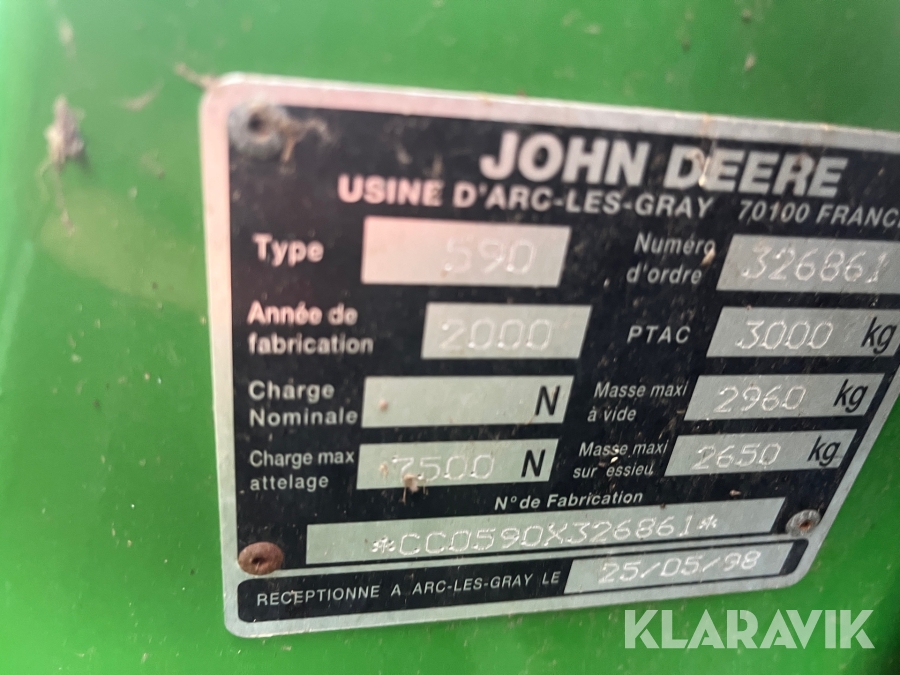 JOHN DEERE
USINE D'ARC-LES-GRAY 70100 FRANCE
Type 590 Numéro d'ordre 326861
Année de fabrication 2000 PTAC 3000 kg
Charge Nominale N Masse maxi à vide 2960 kg
Charge max attelage 7500 N Masse maxi sur essieu 2650 kg
N° de Fabrication
*CC0590X326861*
RECEPTIONNE A ARC-LES-GRAY LE 25/05/98
KLARAVIK